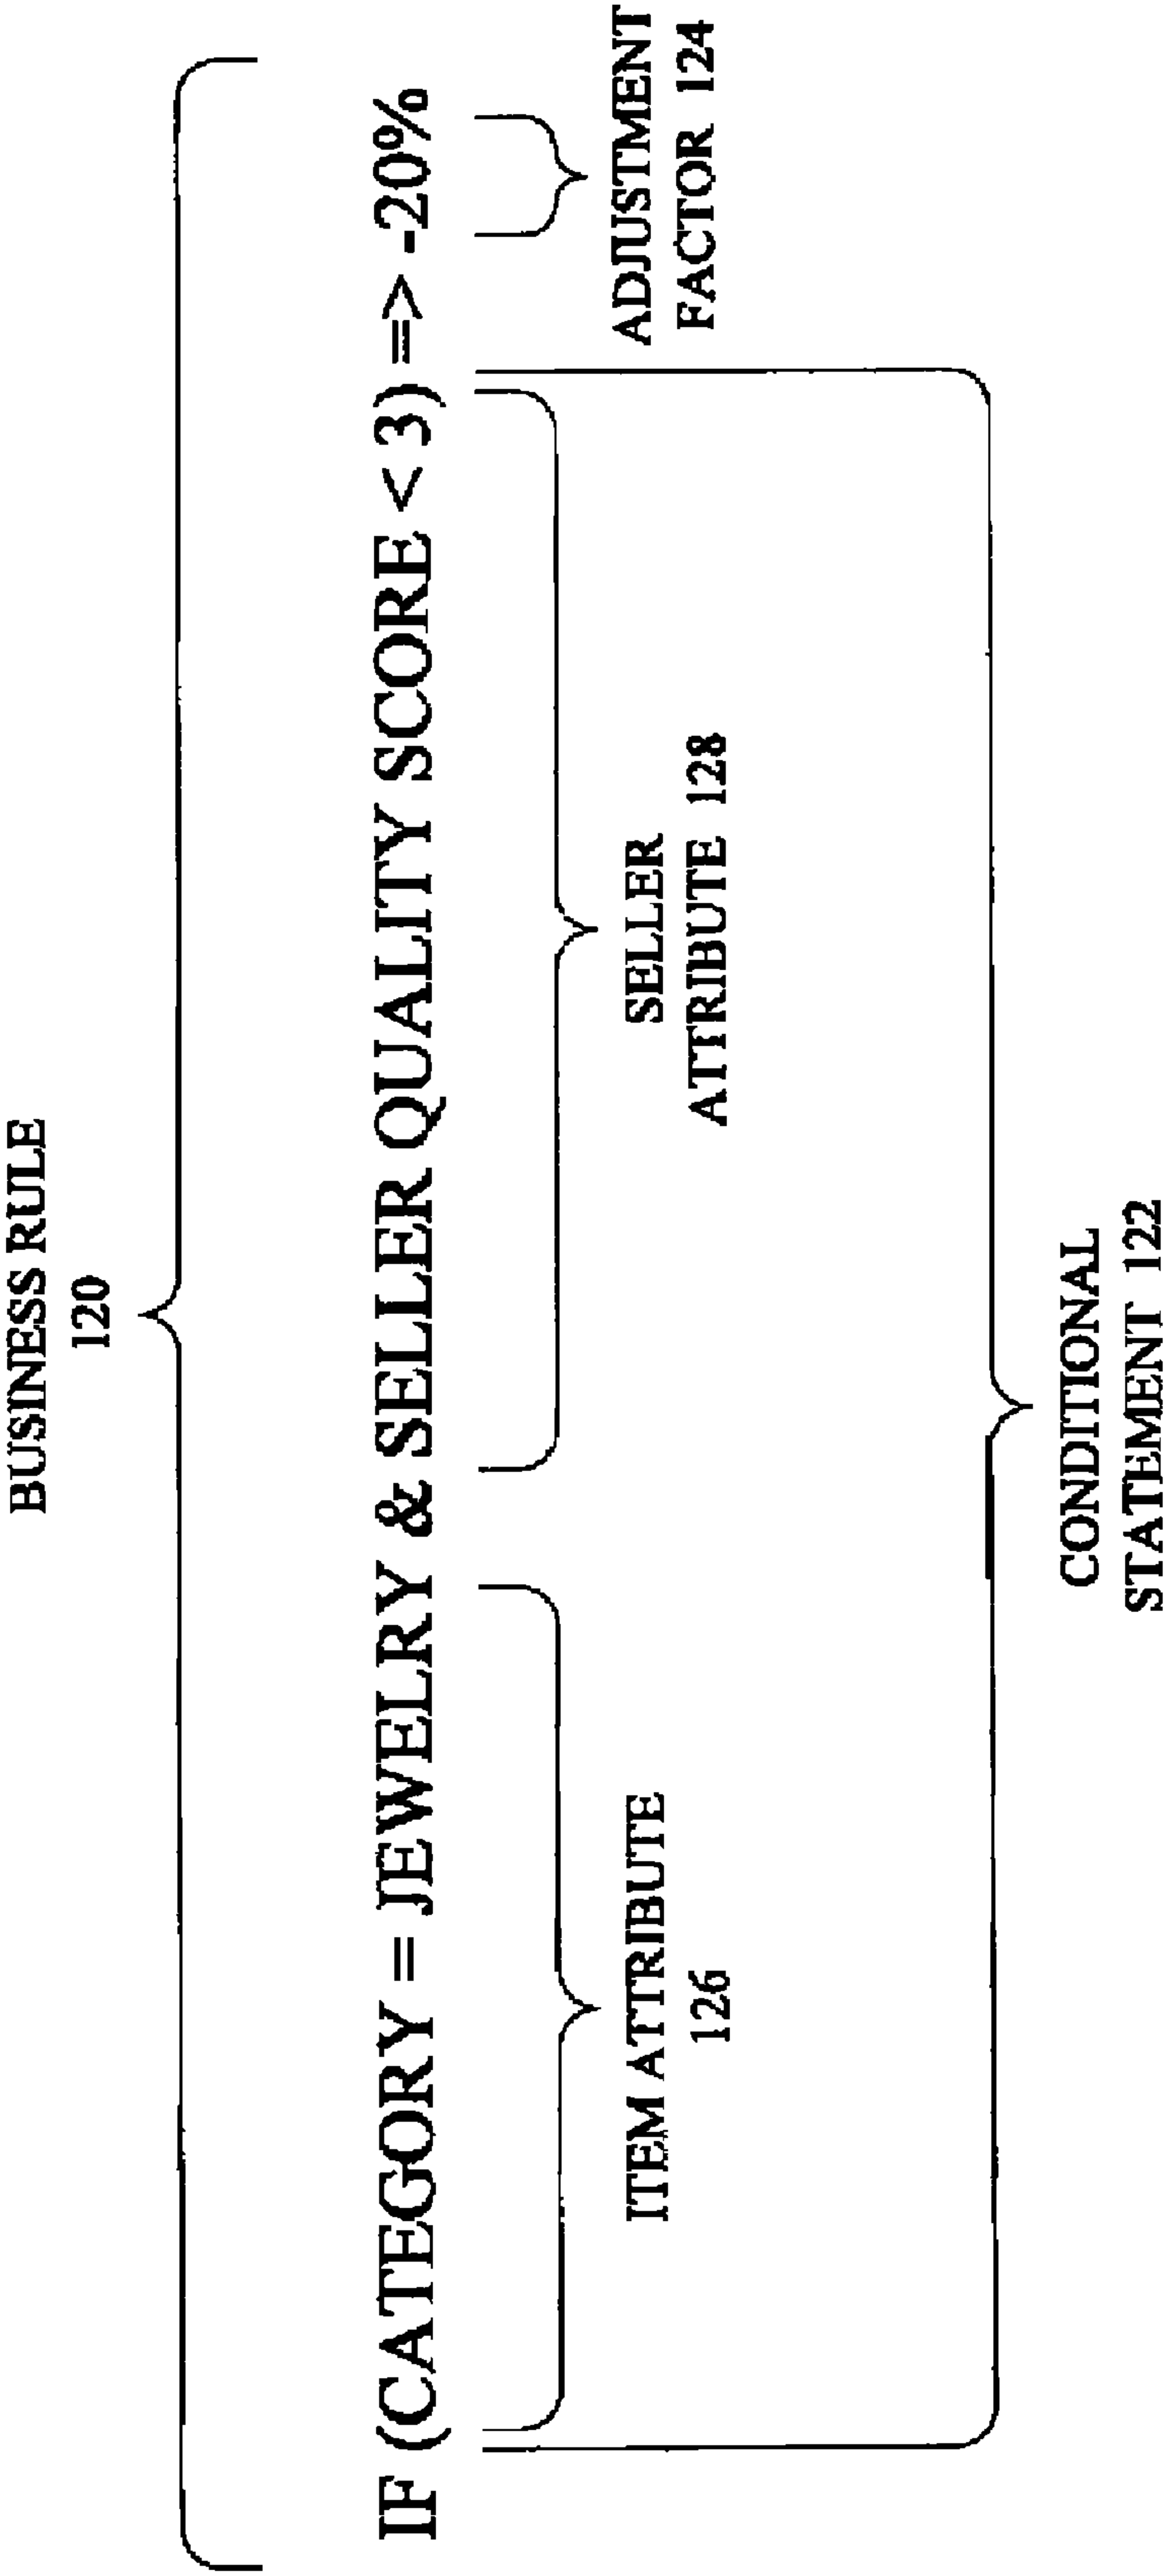 BUSINESS RULE
120
IF (CATEGORY = JEWELRY & SELLER QUALITY SCORE < 3) => -20%
ITEM ATTRIBUTE
126
SELLER
ATTRIBUTE 128
ADJUSTMENT
FACTOR 124
CONDITIONAL
STATEMENT 122